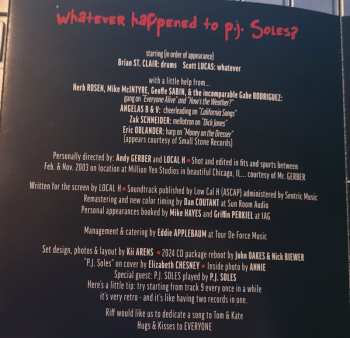 whatever happened to p.j. Soles?
starring (in order of appearance)
Brian ST. CLAIR: drums Scott LUCAS: whatever
with a little help from...
Herb ROSEN, Mike McINTYRE, Geoffe SABIN, & the incomparable Gabe RODRIGUEZ:
gang on "Everyone Alive" and "How's the Weather?"
ANGELAS B & V: cheerleading on "California Songs"
Zak SCHNEIDER: mellotron on "Dick Jones"
Eric OBLANDER: harp on "Money on the Dresser"
[appears courtesy of Small Stone Records]
Personally directed by: Andy GERBER and LOCAL H ★ Shot and edited in fits and spurts between
Feb. & Nov. 2003 on location at Million Yen Studios in beautiful Chicago, IL... courtesy of Mr. GERBER
Written for the screen by LOCAL H ★ Soundtrack published by Low Cal H (ASCAP) administered by Sentric Music
Remastering and new color timing by Dan COUTANT at Sun Room Audio
Personal appearances booked by Mike HAYES and Griffin PERKIEL at IAG
Management & catering by Eddie APPLEBAUM at Tour De Force Music
Set design, photos & layout by Kii ARENS ★ 2024 CD package reboot by John OAKES & Nick BIEWER
"P.J. Soles" on cover by Elizabeth CHESNEY ★ Inside photo by ANNIE
Special guest: P.J. SOLES played by P.J. SOLES
Here's a little tip: try starting from track 9 every once in a while
it's very retro - and it's like having two records in one.
Riff would like us to dedicate a song to Tom & Kate
Hugs & Kisses to EVERYONE